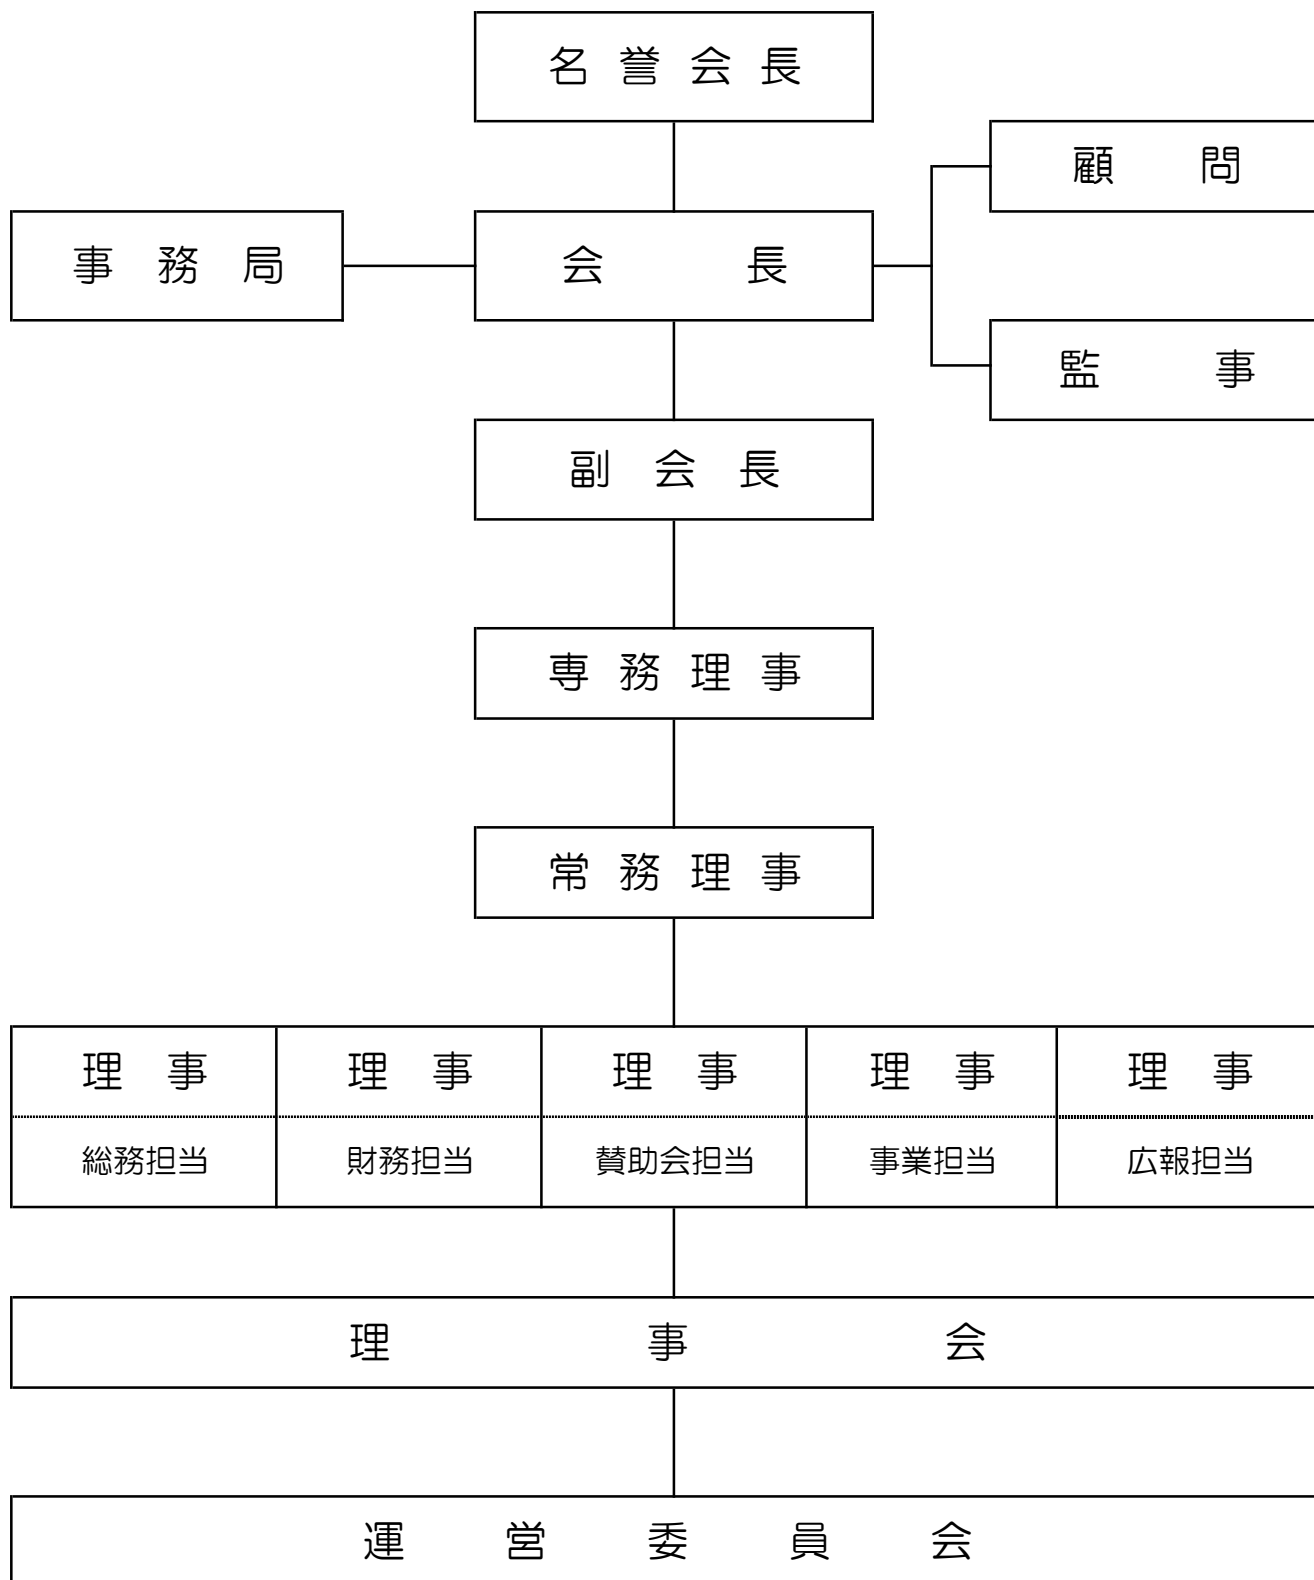 名誉会長
顧問
事務局
会長
監事
副会長
専務理事
常務理事
理事 理事 理事 理事 理事
総務担当 財務担当 賛助会担当 事業担当 広報担当
理事会
運営委員会